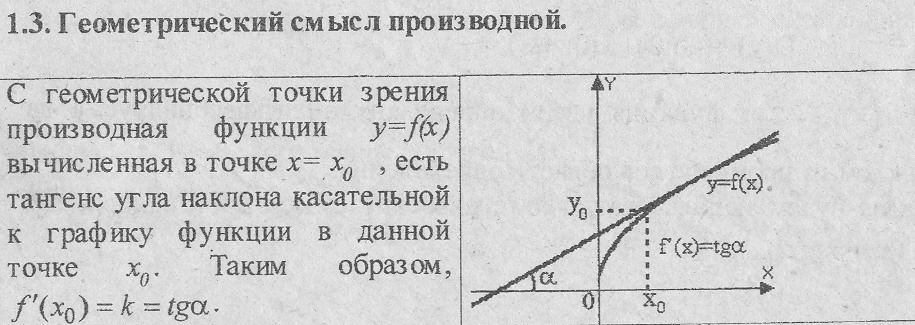 1.3. Геометрический смысл производной.
С геометрической точки зрения
производная функции y=f(x)
вычисленная в точке x= x₀ , есть
тангенс угла наклона касательной
к графику функции в данной
точке x₀. Таким образом,
f′(x₀) = k = tgα.
Y
y=f(x).
y₀
f′(x)=tgα
α
X
0
x₀